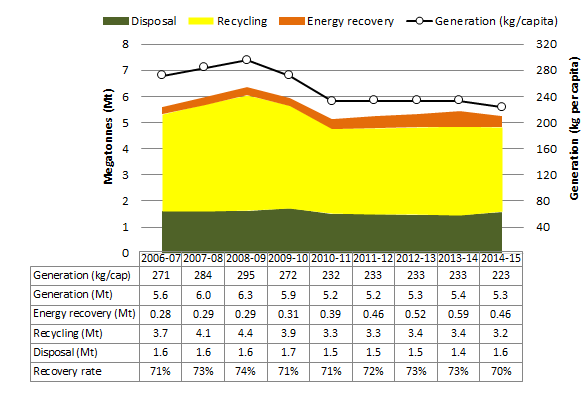 Disposal Recycling Energy recovery Generation (kg/capita)
8 320
7 280
6 240
5 200
4 160
3 120
2 80
1 40
0
Megatonnes (Mt)
Generation (kg percapita)
2006-07 2007-08 2008-09 2009-10 2010-11 2011-12 2012-13 2013-14 2014-15
Generation (kg/cap) 271 284 295 272 232 233 233 233 223
Generation (Mt) 5.6 6.0 6.3 5.9 5.2 5.2 5.3 5.4 5.3
Energy recovery (Mt) 0.28 0.29 0.29 0.31 0.39 0.46 0.52 0.59 0.46
Recycling (Mt) 3.7 4.1 4.4 3.9 3.3 3.3 3.4 3.4 3.2
Disposal (Mt) 1.6 1.6 1.6 1.7 1.5 1.5 1.5 1.4 1.6
Recovery rate 71% 73% 74% 71% 71% 72% 73% 73% 70%